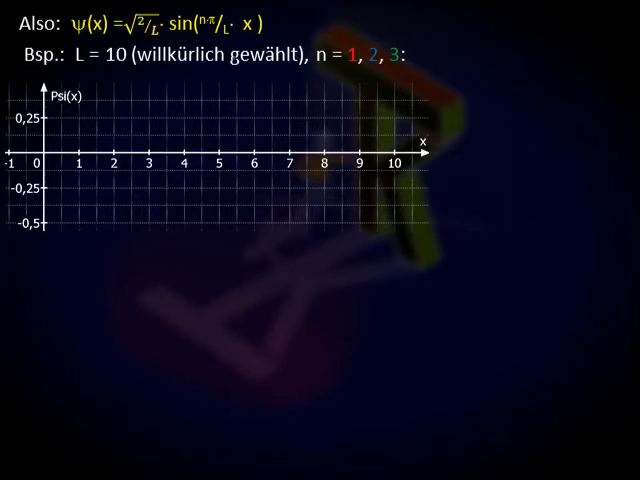 Also: ψ(x) =√2/L· sin(n·π/L· x )
Bsp.: L = 10 (willkürlich gewählt), n = 1, 2, 3:
Psi(x)
0,25
x
-1 0 1 2 3 4 5 6 7 8 9 10
-0,25
-0,5